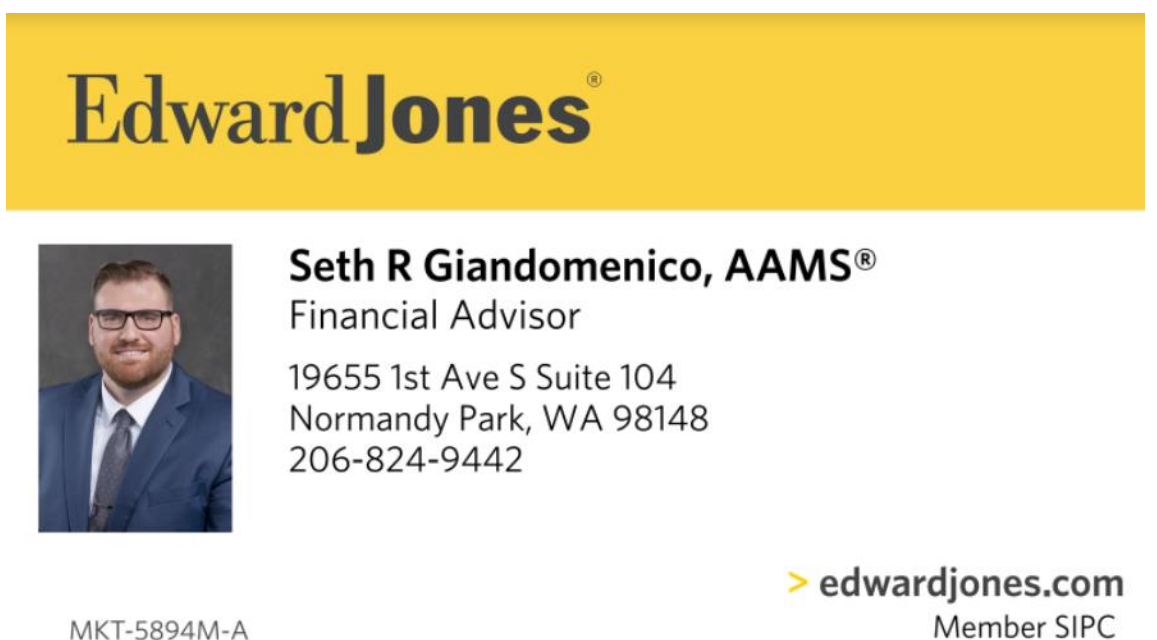 Edward Jones®
Seth R Giandomenico, AAMS®
Financial Advisor
19655 1st Ave S Suite 104
Normandy Park, WA 98148
206-824-9442
> edwardjones.com
Member SIPC
MKT-5894M-A